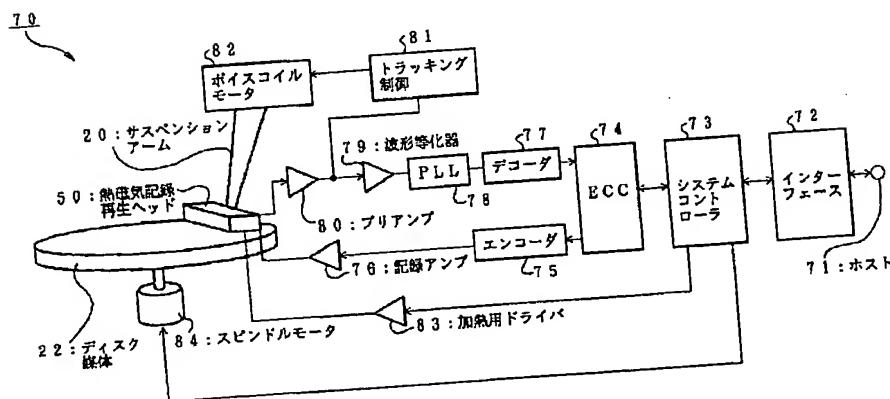 70
82
ボイスコイル
モータ
81
トラッキング
制御
20：サスペンション
アーム
79：波形等化器
PLL
78
77
デコーダ
74
ECC
73
システム
コント
ローラ
72
インター
フェース
71：ホスト
50：熱磁気記録
再生ヘッド
80：プリアンプ
エンコーダ
75
76：記録アンプ
83：加熱用ドライバ
84：スピンドルモータ
22：ディスク
媒体